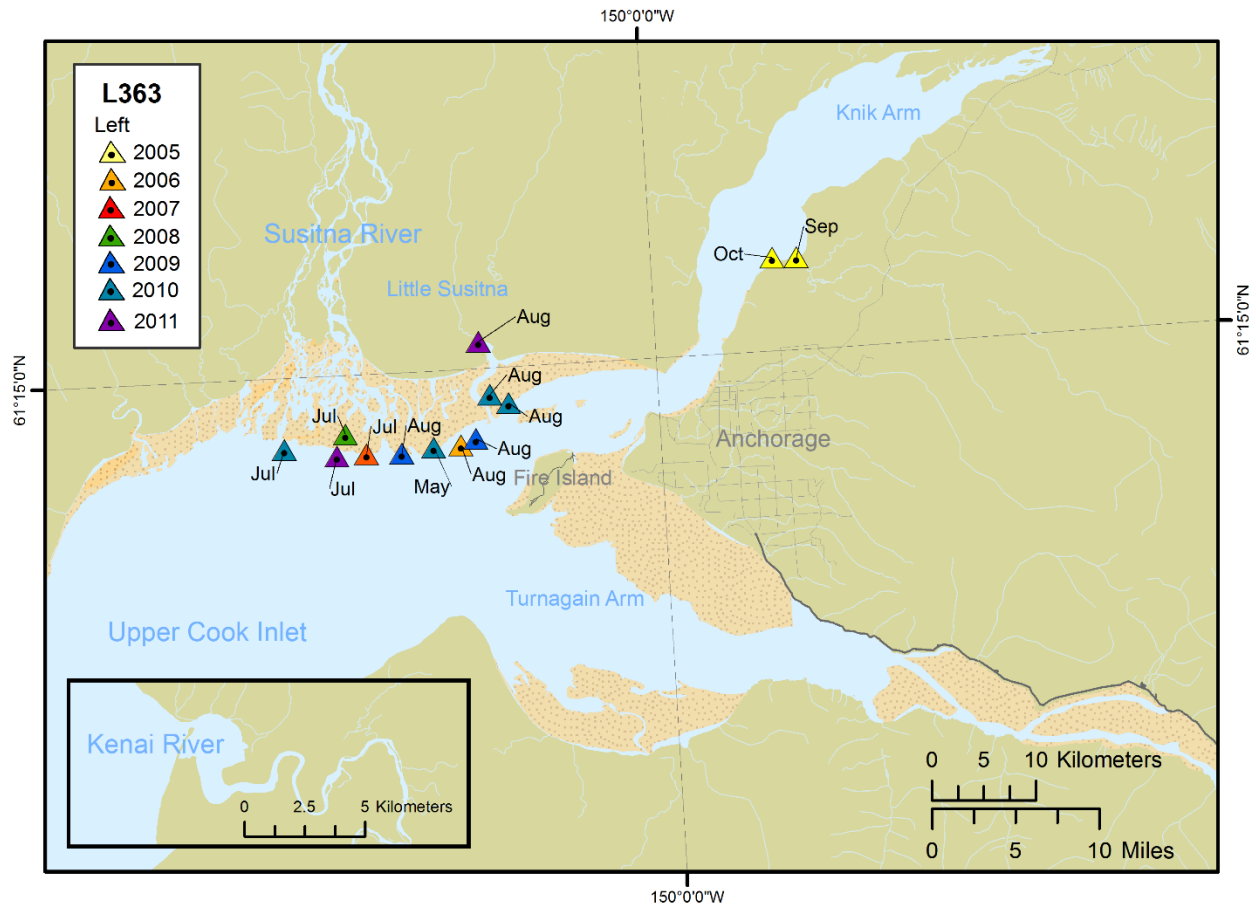 150°0'0"W
L363
Left
2005
2006
2007
2008
2009
2010
2011
Knik Arm
Susitna River
Sep
Oct
Little Susitna
Aug
61°15'0"N
61°15'0"N
Aug
Aug
Jul
Jul
Aug
Anchorage
Aug
Jul
Jul
May
Aug
Fire Island
Turnagain Arm
Upper Cook Inlet
Kenai River
0 2.5 5 Kilometers
0 5 10 Kilometers
0 5 10 Miles
150°0'0"W